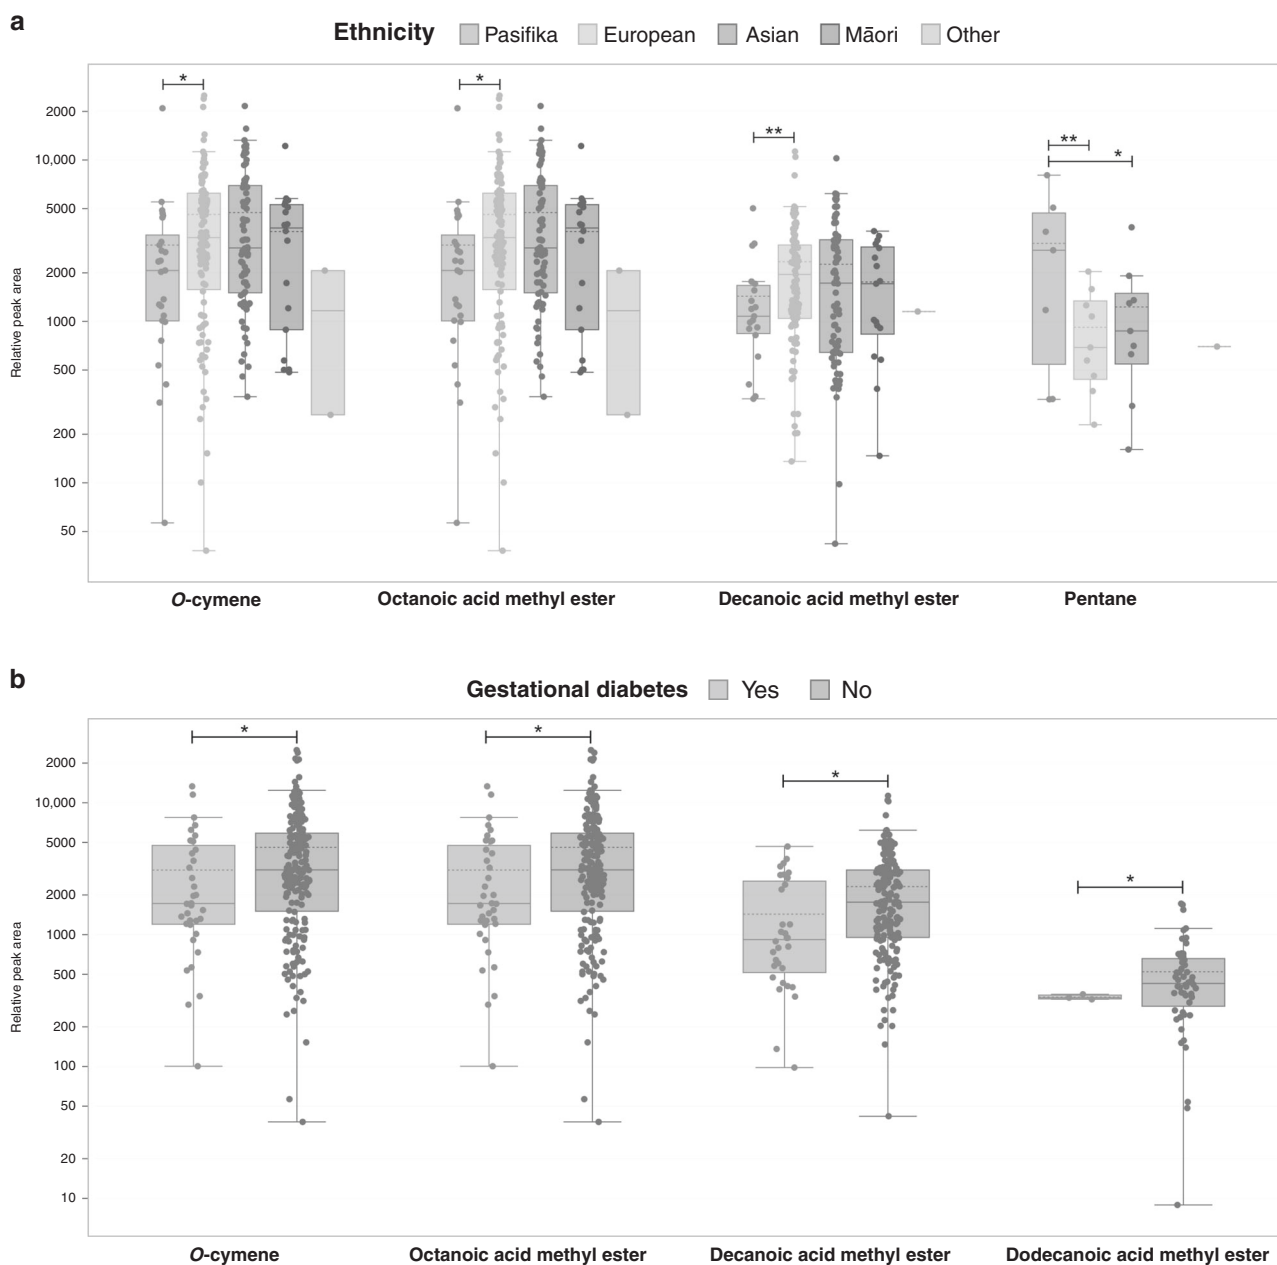 a
Ethnicity Pasifika European Asian Māori Other
* * ** ** *
2000
10,000
5000
2000
1000
500
200
100
50
Relative peak area
O-cymene Octanoic acid methyl ester Decanoic acid methyl ester Pentane
b
Gestational diabetes Yes No
* * * *
2000
10,000
5000
2000
1000
500
200
100
50
20
10
Relative peak area
O-cymene Octanoic acid methyl ester Decanoic acid methyl ester Dodecanoic acid methyl ester